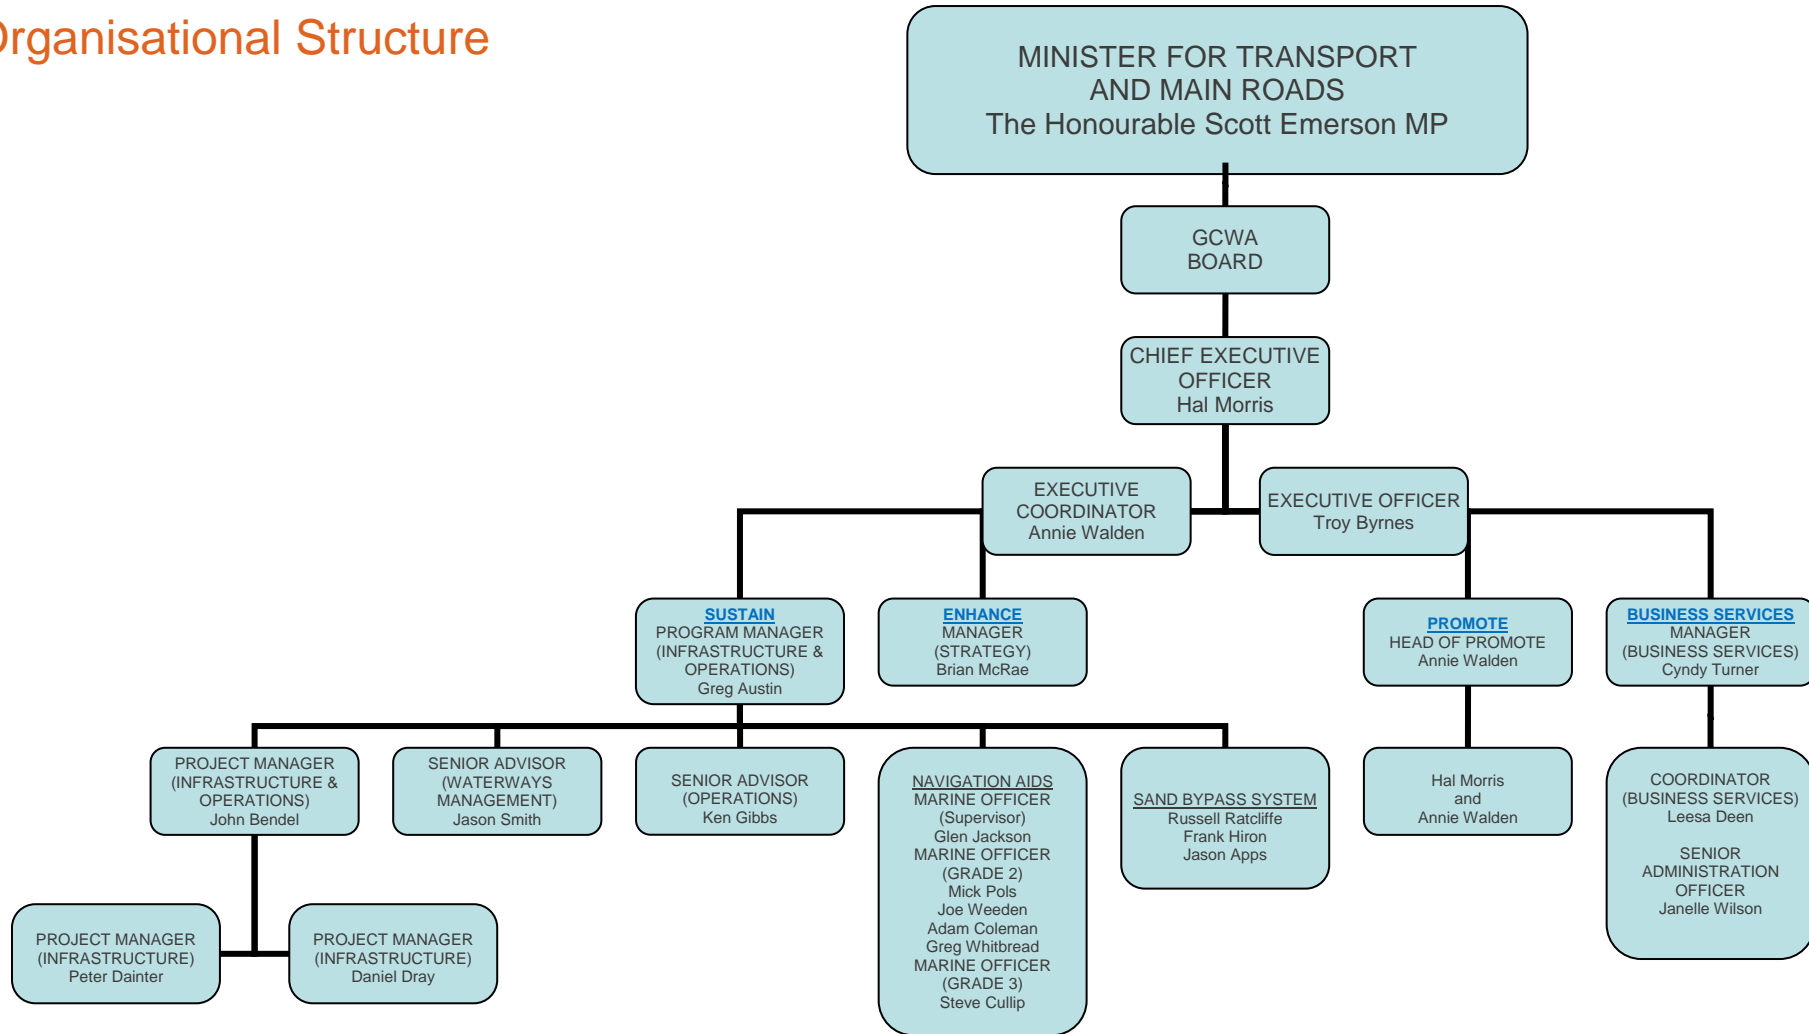 Organisational Structure
MINISTER FOR TRANSPORT
AND MAIN ROADS
The Honourable Scott Emerson MP
GCWA
BOARD
CHIEF EXECUTIVE
OFFICER
Hal Morris
EXECUTIVE
COORDINATOR
Annie Walden
EXECUTIVE OFFICER
Troy Byrnes
SUSTAIN
PROGRAM MANAGER
(INFRASTRUCTURE &
OPERATIONS)
Greg Austin
ENHANCE
MANAGER
(STRATEGY)
Brian McRae
PROMOTE
HEAD OF PROMOTE
Annie Walden
BUSINESS SERVICES
MANAGER
(BUSINESS SERVICES)
Cyndy Turner
PROJECT MANAGER
(INFRASTRUCTURE &
OPERATIONS)
John Bendel
SENIOR ADVISOR
(WATERWAYS
MANAGEMENT)
Jason Smith
SENIOR ADVISOR
(OPERATIONS)
Ken Gibbs
NAVIGATION AIDS
MARINE OFFICER
(Supervisor)
Glen Jackson
MARINE OFFICER
(GRADE 2)
Mick Pols
Joe Weeden
Adam Coleman
Greg Whitbread
MARINE OFFICER
(GRADE 3)
Steve Cullip
SAND BYPASS SYSTEM
Russell Ratcliffe
Frank Hiron
Jason Apps
Hal Morris
and
Annie Walden
COORDINATOR
(BUSINESS SERVICES)
Leesa Deen
SENIOR
ADMINISTRATION
OFFICER
Janelle Wilson
PROJECT MANAGER
(INFRASTRUCTURE)
Peter Dainter
PROJECT MANAGER
(INFRASTRUCTURE)
Daniel Dray